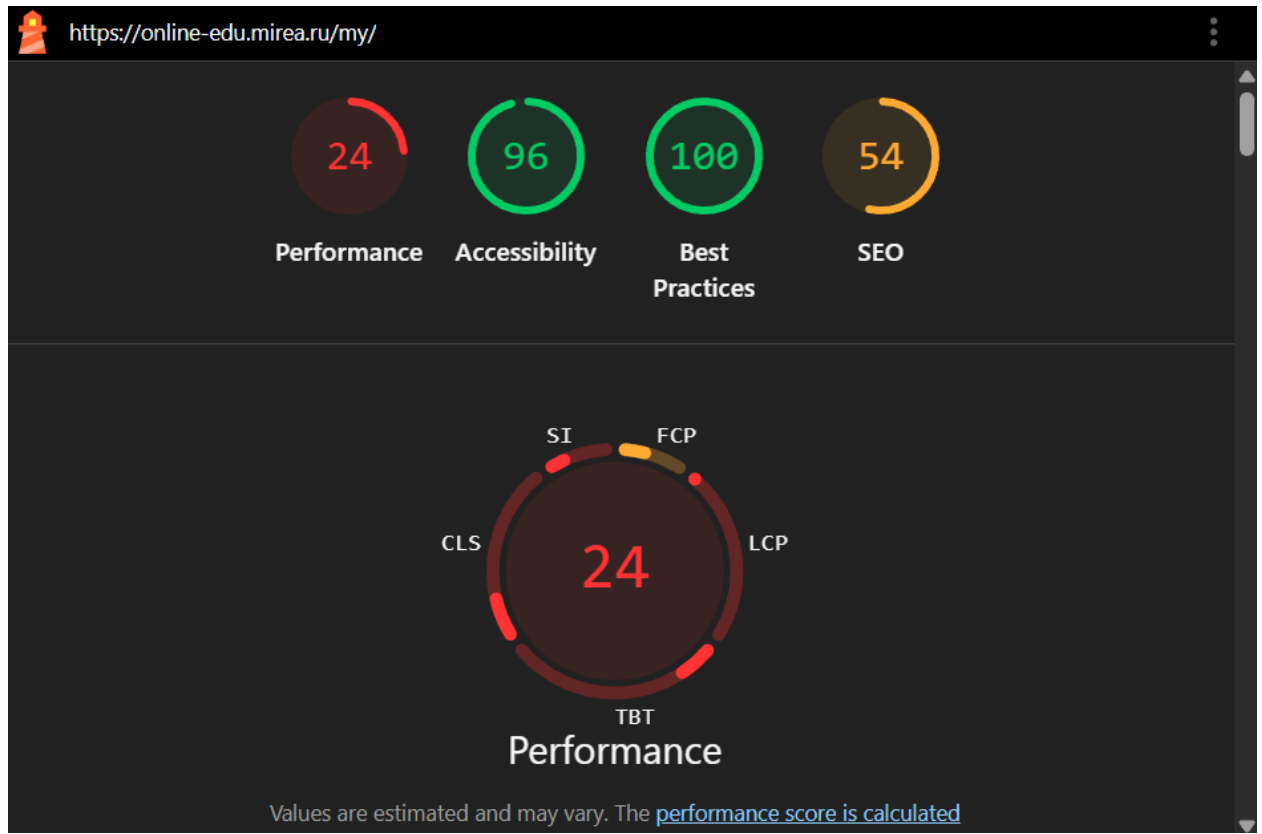 https://online-edu.mirea.ru/my/
24 96 100 54
Performance Accessibility Best Practices SEO
SI FCP
CLS LCP
24
TBT
Performance
Values are estimated and may vary. The performance score is calculated